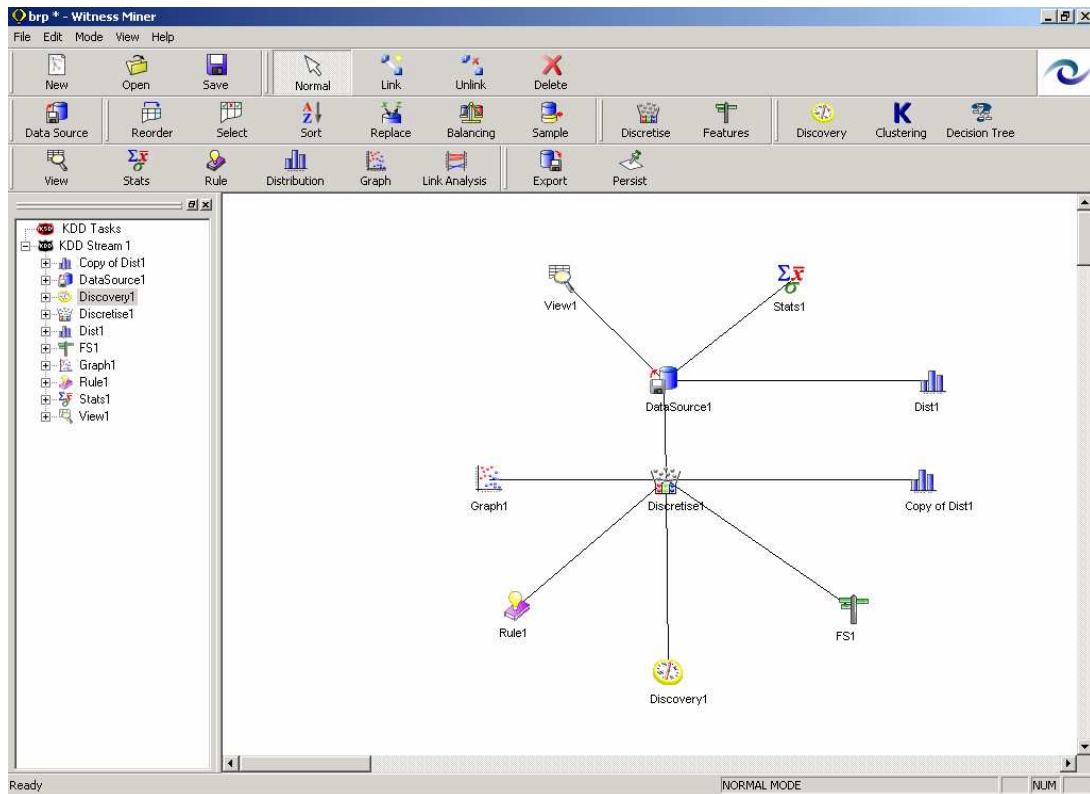 brp * - Witness Miner
File Edit Mode View Help
New Open Save Normal Link Unlink Delete
Data Source Reorder Select Sort Replace Balancing Sample Discretise Features Discovery Clustering Decision Tree
View Stats Rule Distribution Graph Link Analysis Export Persist
KDD Tasks
KDD Stream 1
Copy of Dist1
DataSource1
Discovery1
Discretise1
Dist1
FS1
Graph1
Rule1
Stats1
View1
View1
Stats1
DataSource1
Dist1
Graph1
Discretise1
Copy of Dist1
Rule1
FS1
Discovery1
Ready NORMAL MODE NUM